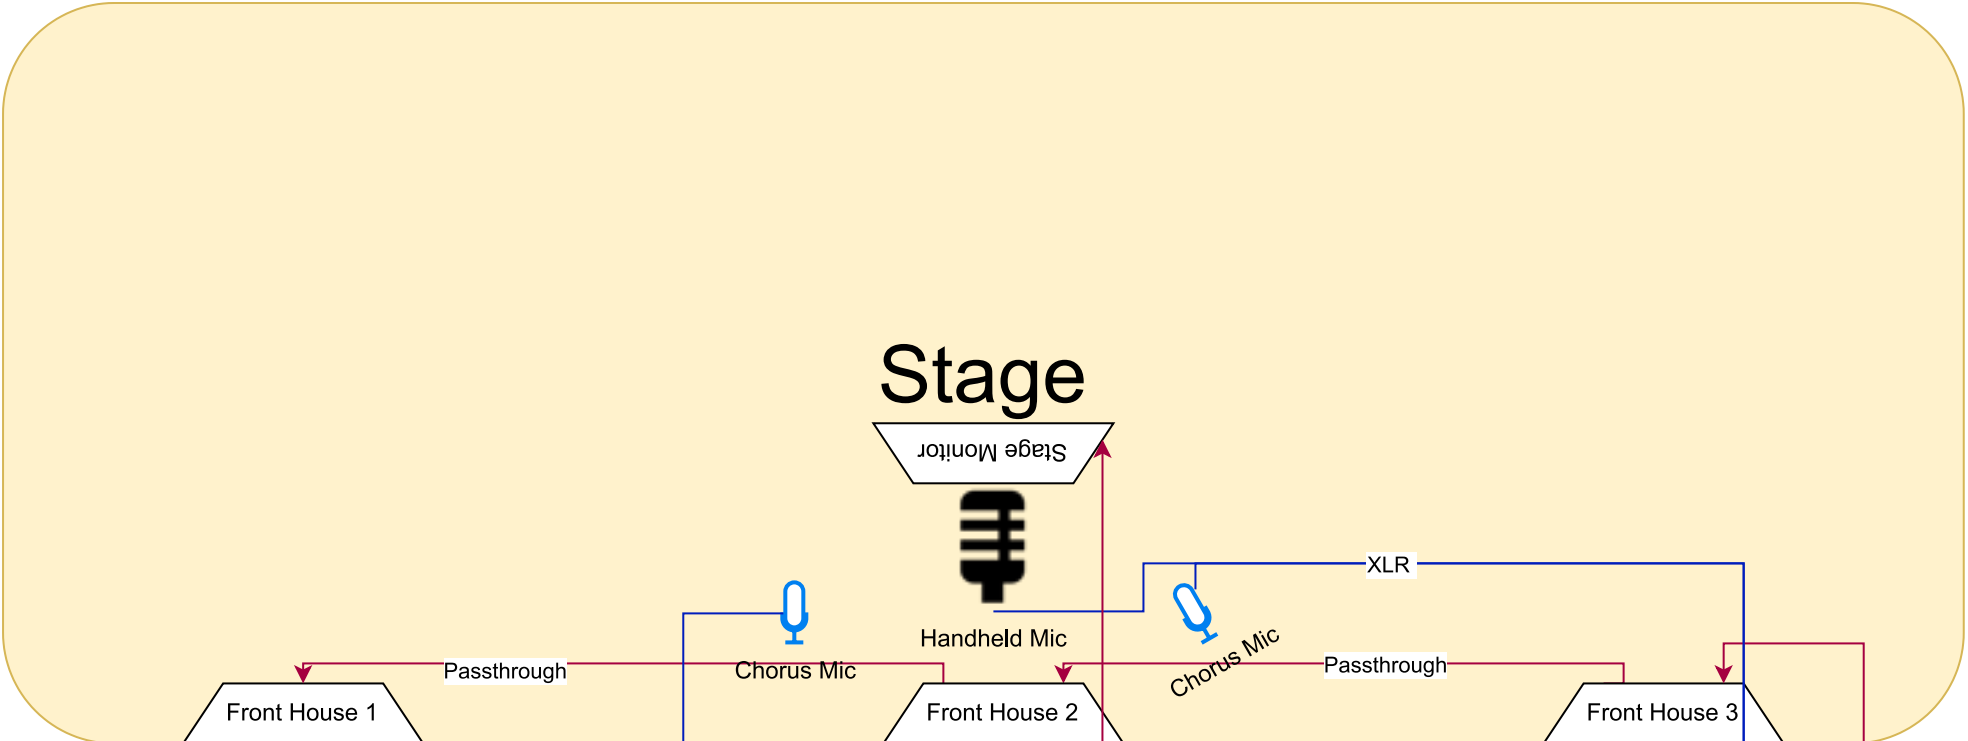 Stage
Stage Monitor
XLR
Handheld Mic
Chorus Mic
Chorus Mic
Passthrough
Passthrough
Front House 1
Front House 2
Front House 3